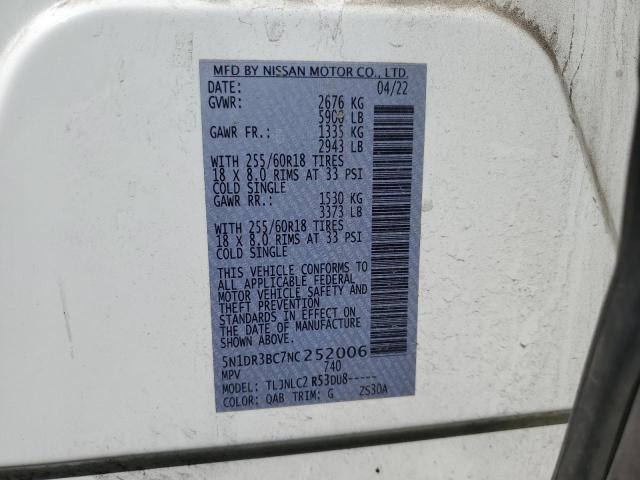 MFD BY NISSAN MOTOR CO., LTD.
DATE: 04/22
GVWR: 2676 KG
5900 LB
GAWR FR.: 1335 KG
2943 LB
WITH 255/60R18 TIRES
18 X 8.0 RIMS AT 33 PSI
COLD SINGLE
GAWR RR.: 1530 KG
3373 LB
WITH 255/60R18 TIRES
18 X 8.0 RIMS AT 33 PSI
COLD SINGLE
THIS VEHICLE CONFORMS TO
ALL APPLICABLE FEDERAL
MOTOR VEHICLE SAFETY AND
THEFT PREVENTION
STANDARDS IN EFFECT ON
THE DATE OF MANUFACTURE
SHOWN ABOVE.
5N1DR3BC7NC252006
MPV 740
MODEL: TLJNLC2 R53DU8-----
COLOR: QAB TRIM: G ZS30A